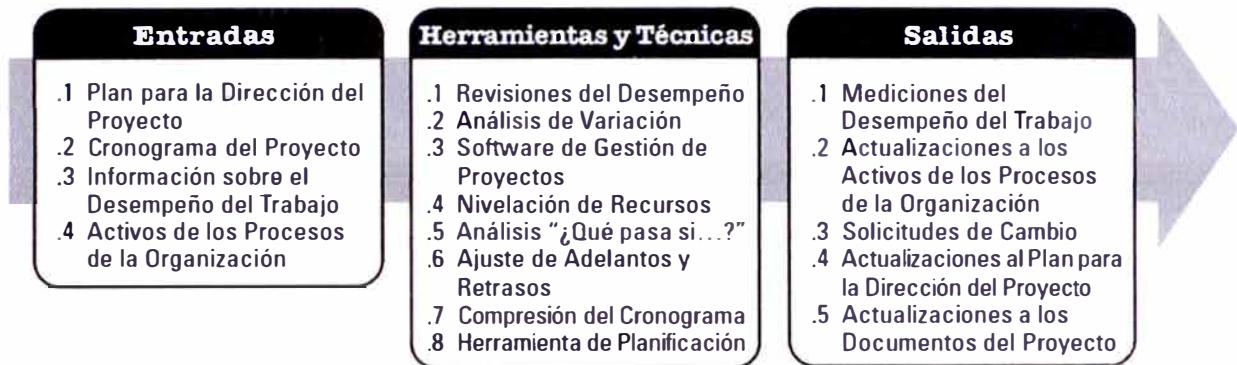 Entradas
.1 Plan para la Dirección del
Proyecto
.2 Cronograma del Proyecto
.3 Información sobre el
Desempeño del Trabajo
.4 Activos de los Procesos
de la Organización
Herramientas y Técnicas
.1 Revisiones del Desempeño
.2 Análisis de Variación
.3 Software de Gestión de
Proyectos
.4 Nivelación de Recursos
.5 Análisis “¿Qué pasa si...?”
.6 Ajuste de Adelantos y
Retrasos
.7 Compresión del Cronograma
.8 Herramienta de Planificación
Salidas
.1 Mediciones del
Desempeño del Trabajo
.2 Actualizaciones a los
Activos de los Procesos
de la Organización
.3 Solicitudes de Cambio
.4 Actualizaciones al Plan para
la Dirección del Proyecto
.5 Actualizaciones a los
Documentos del Proyecto